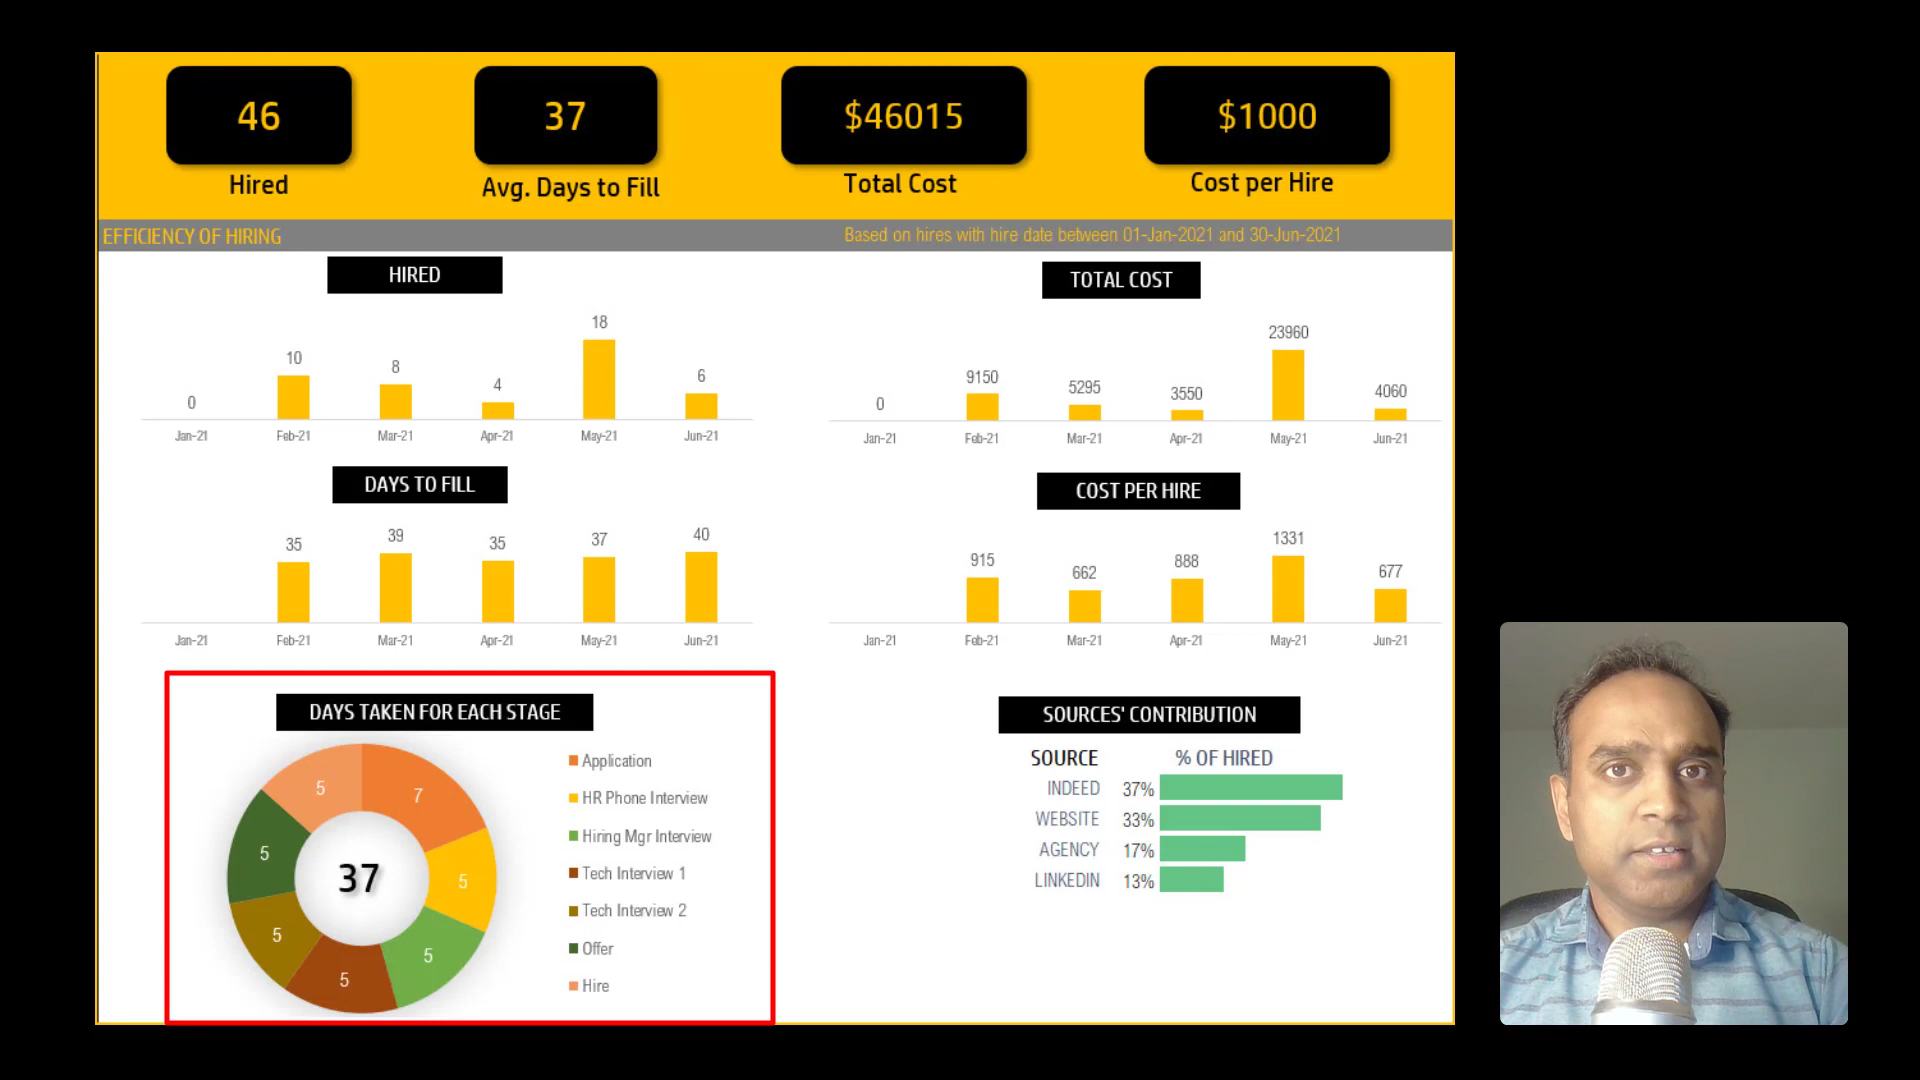 46
37
$46015
$1000
Hired
Avg. Days to Fill
Total Cost
Cost per Hire
EFFICIENCY OF HIRING
Based on hires with hire date between 01-Jan-2021 and 30-Jun-2021
HIRED
0
10
8
4
18
6
Jan-21
Feb-21
Mar-21
Apr-21
May-21
Jun-21
TOTAL COST
0
9150
5295
3550
23960
4060
Jan-21
Feb-21
Mar-21
Apr-21
May-21
Jun-21
DAYS TO FILL
35
39
35
37
40
Jan-21
Feb-21
Mar-21
Apr-21
May-21
Jun-21
COST PER HIRE
915
662
888
1331
677
Jan-21
Feb-21
Mar-21
Apr-21
May-21
Jun-21
DAYS TAKEN FOR EACH STAGE
7
5
5
5
5
5
5
37
Application
HR Phone Interview
Hiring Mgr Interview
Tech Interview 1
Tech Interview 2
Offer
Hire
SOURCES' CONTRIBUTION
SOURCE % OF HIRED
INDEED 37%
WEBSITE 33%
AGENCY 17%
LINKEDIN 13%